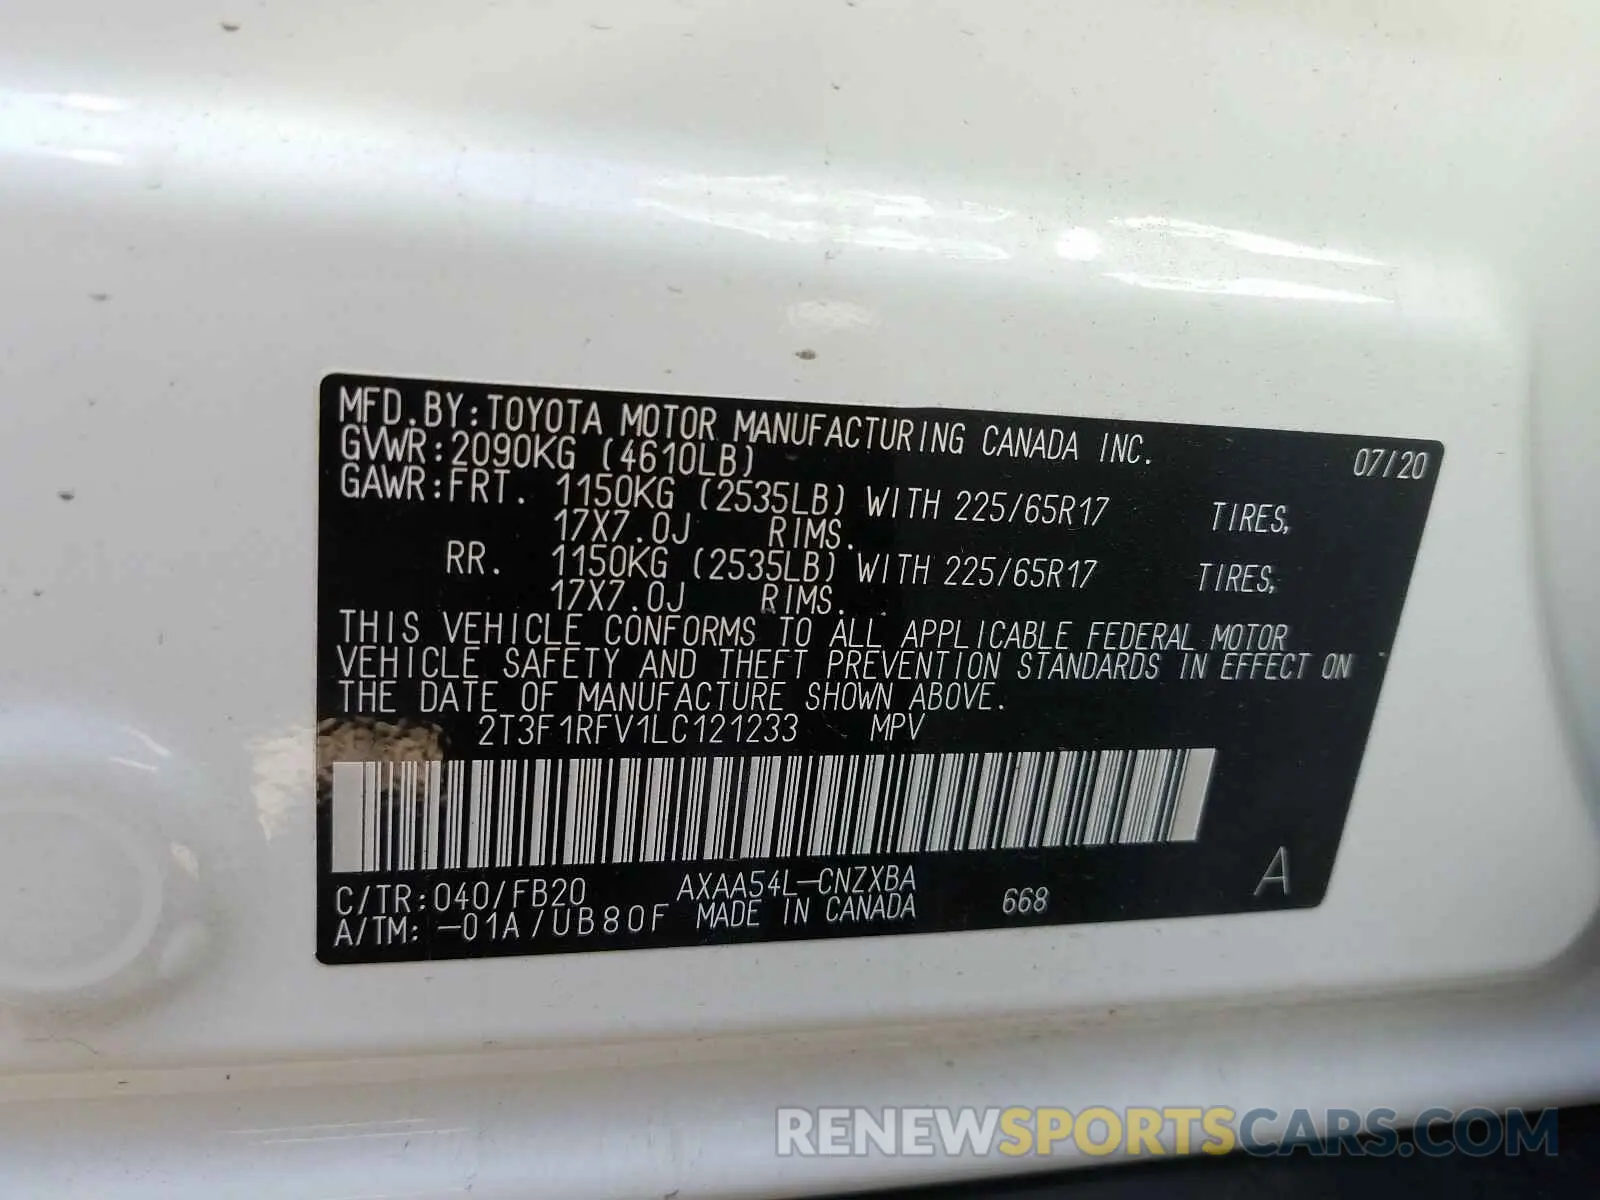 MFD.BY:TOYOTA MOTOR MANUFACTURING CANADA INC. 07/20
GVWR:2090KG (4610LB)
GAWR:FRT. 1150KG (2535LB) WITH 225/65R17 TIRES,
17X7.0J RIMS.
RR. 1150KG (2535LB) WITH 225/65R17 TIRES,
17X7.0J RIMS.
THIS VEHICLE CONFORMS TO ALL APPLICABLE FEDERAL MOTOR
VEHICLE SAFETY AND THEFT PREVENTION STANDARDS IN EFFECT ON
THE DATE OF MANUFACTURE SHOWN ABOVE.
2T3F1RFV1LC121233 MPV
C/TR:040/FB20 AXAA54L-CNZXBA
A/TM:-01A/UB80F MADE IN CANADA 668 A
RENEWSPORTSCARS.COM